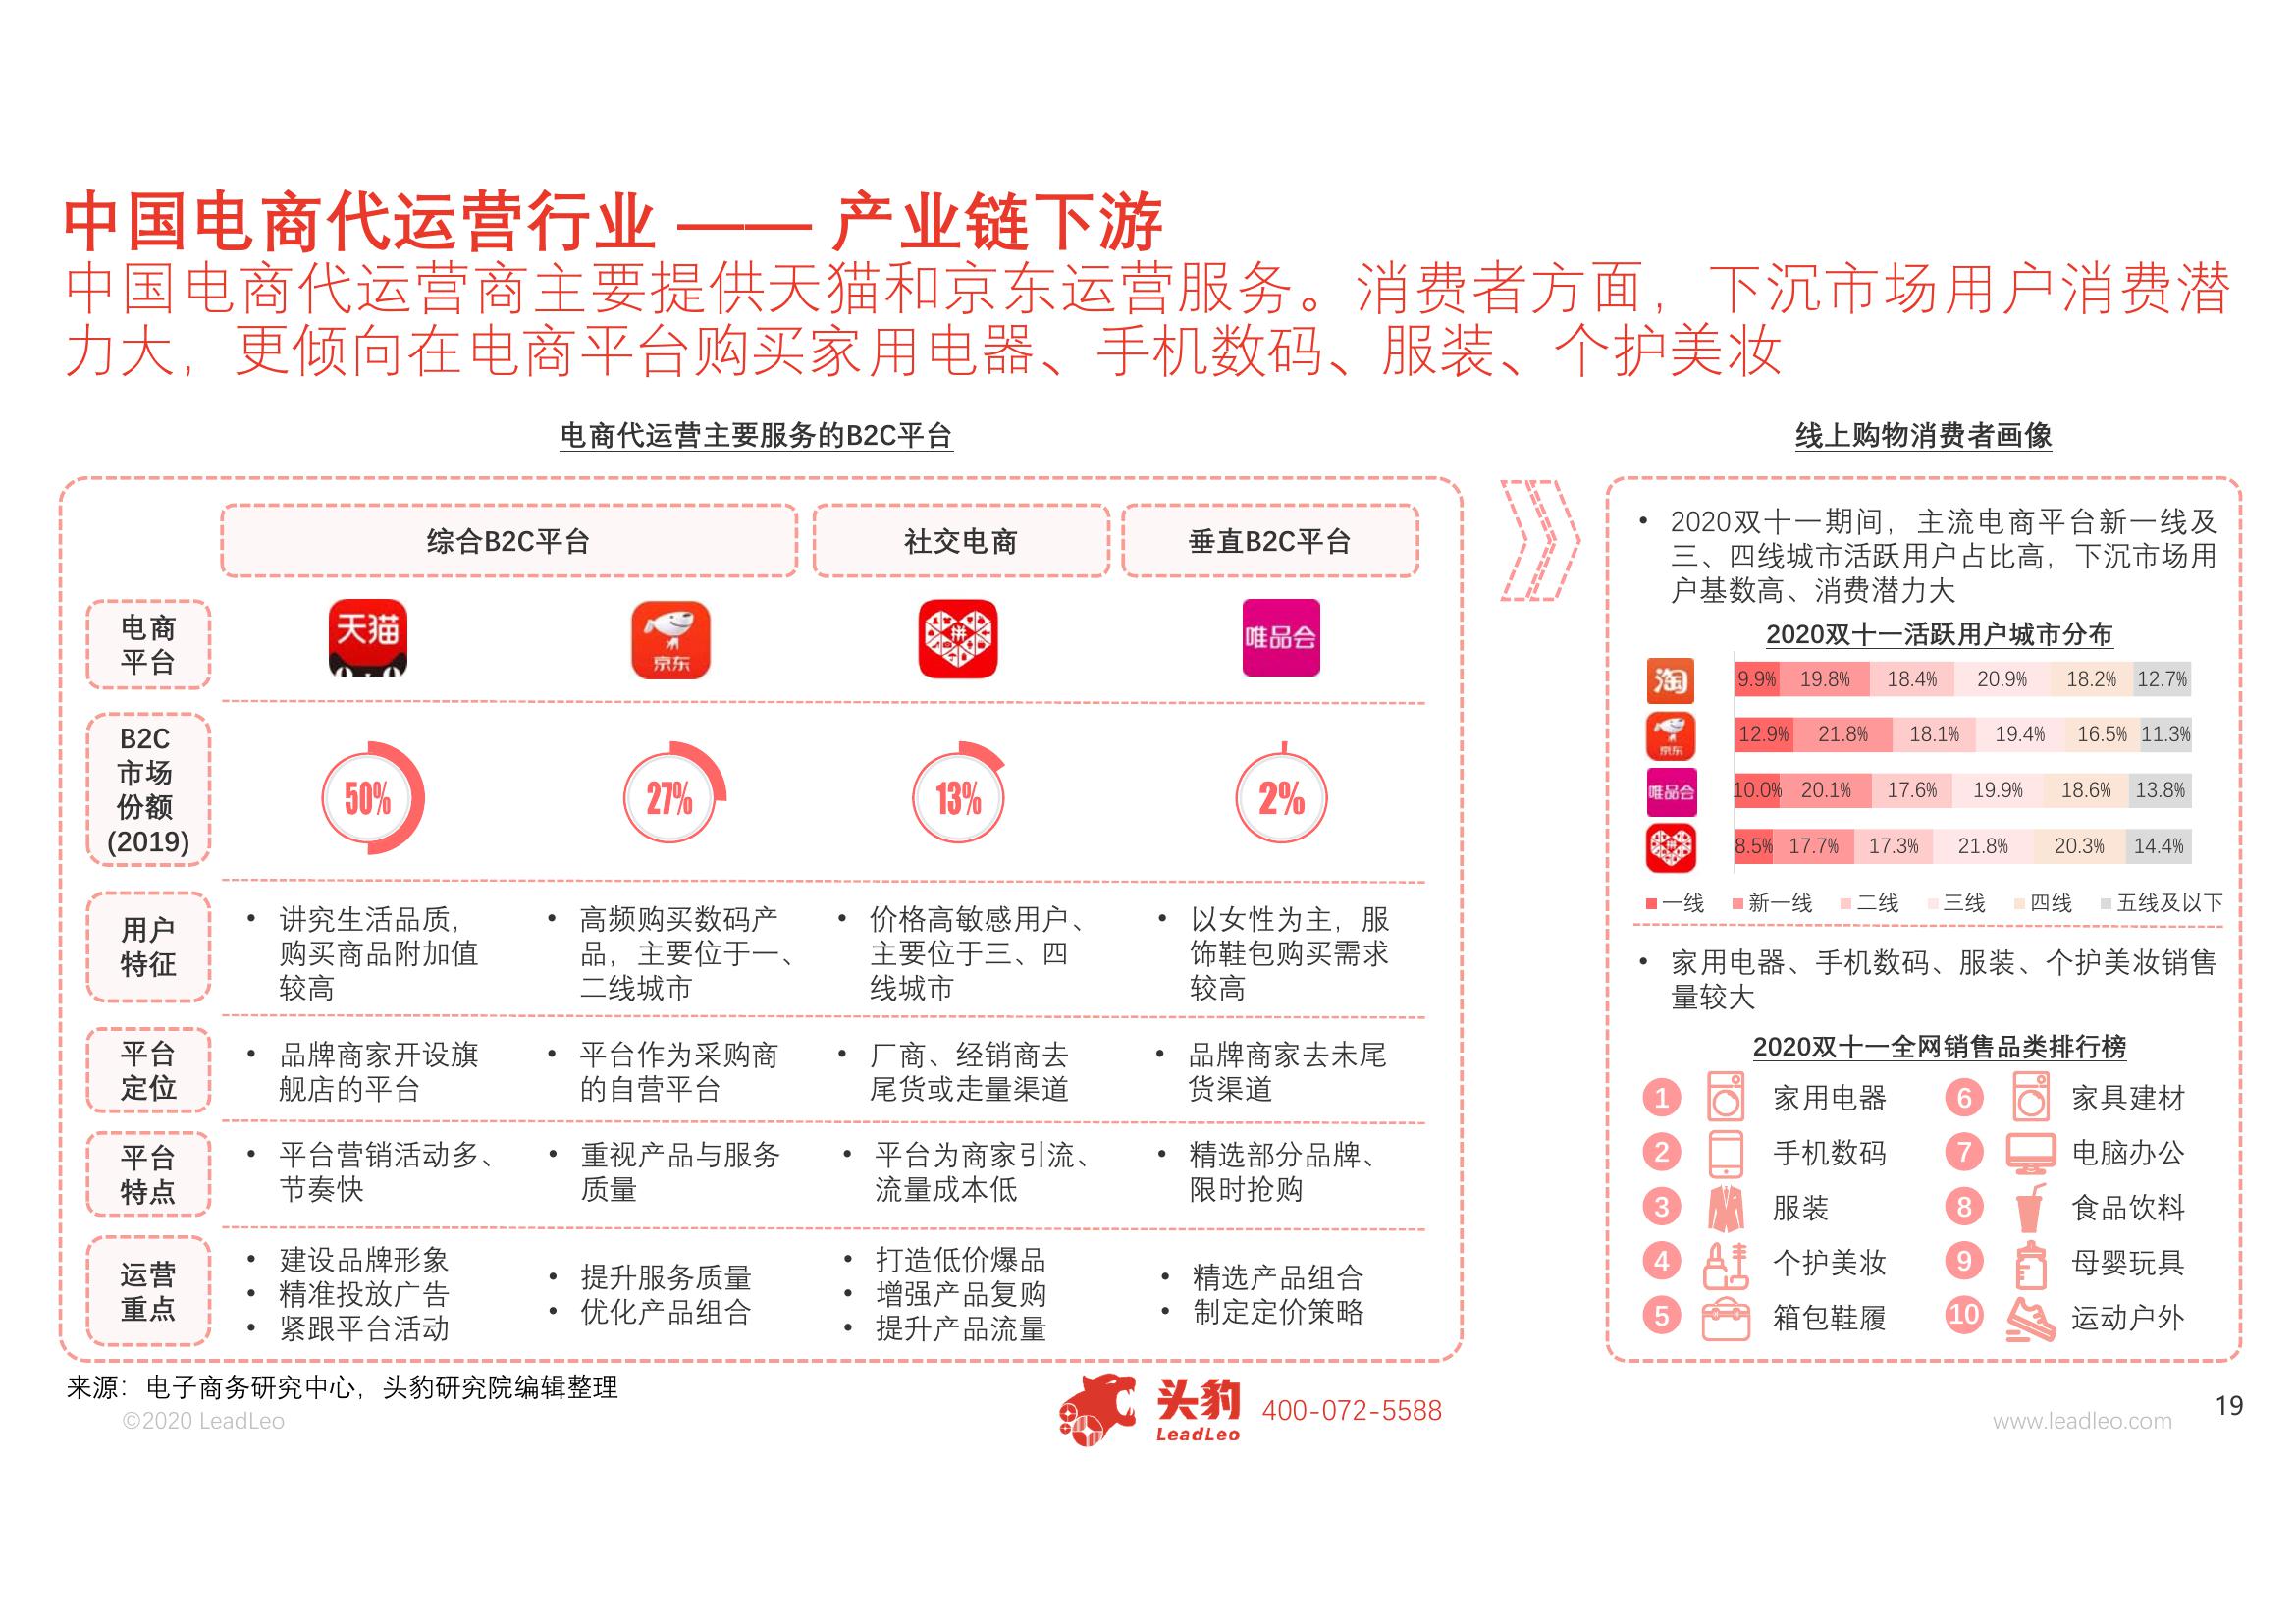 中国电商代运营行业 —— 产业链下游
中国电商代运营商主要提供天猫和京东运营服务。消费者方面，下沉市场用户消费潜
力大，更倾向在电商平台购买家用电器、手机数码、服装、个护美妆
电商代运营主要服务的B2C平台
综合B2C平台
社交电商
垂直B2C平台
电商
平台
天猫
京东
拼
唯品会
B2C
市场
份额
(2019)
50%
27%
13%
2%
用户
特征
• 讲究生活品质，
购买商品附加值
较高
• 高频购买数码产
品，主要位于一、
二线城市
• 价格高敏感用户、
主要位于三、四
线城市
• 以女性为主，服
饰鞋包购买需求
较高
平台
定位
• 品牌商家开设旗
舰店的平台
• 平台作为采购商
的自营平台
• 厂商、经销商去
尾货或走量渠道
• 品牌商家去未尾
货渠道
平台
特点
• 平台营销活动多、
节奏快
• 重视产品与服务
质量
• 平台为商家引流、
流量成本低
• 精选部分品牌、
限时抢购
运营
重点
• 建设品牌形象
• 精准投放广告
• 紧跟平台活动
• 提升服务质量
• 优化产品组合
• 打造低价爆品
• 增强产品复购
• 提升产品流量
• 精选产品组合
• 制定定价策略
线上购物消费者画像
• 2020双十一期间，主流电商平台新一线及
三、四线城市活跃用户占比高，下沉市场用
户基数高、消费潜力大
2020双十一活跃用户城市分布
淘 9.9% 19.8% 18.4% 20.9% 18.2% 12.7%
京东 12.9% 21.8% 18.1% 19.4% 16.5% 11.3%
唯品会 10.0% 20.1% 17.6% 19.9% 18.6% 13.8%
拼 8.5% 17.7% 17.3% 21.8% 20.3% 14.4%
一线 新一线 二线 三线 四线 五线及以下
• 家用电器、手机数码、服装、个护美妆销售
量较大
2020双十一全网销售品类排行榜
1 家用电器
2 手机数码
3 服装
4 个护美妆
5 箱包鞋履
6 家具建材
7 电脑办公
8 食品饮料
9 母婴玩具
10 运动户外
来源：电子商务研究中心，头豹研究院编辑整理
©2020 LeadLeo
头豹
LeadLeo
400-072-5588
www.leadleo.com
19